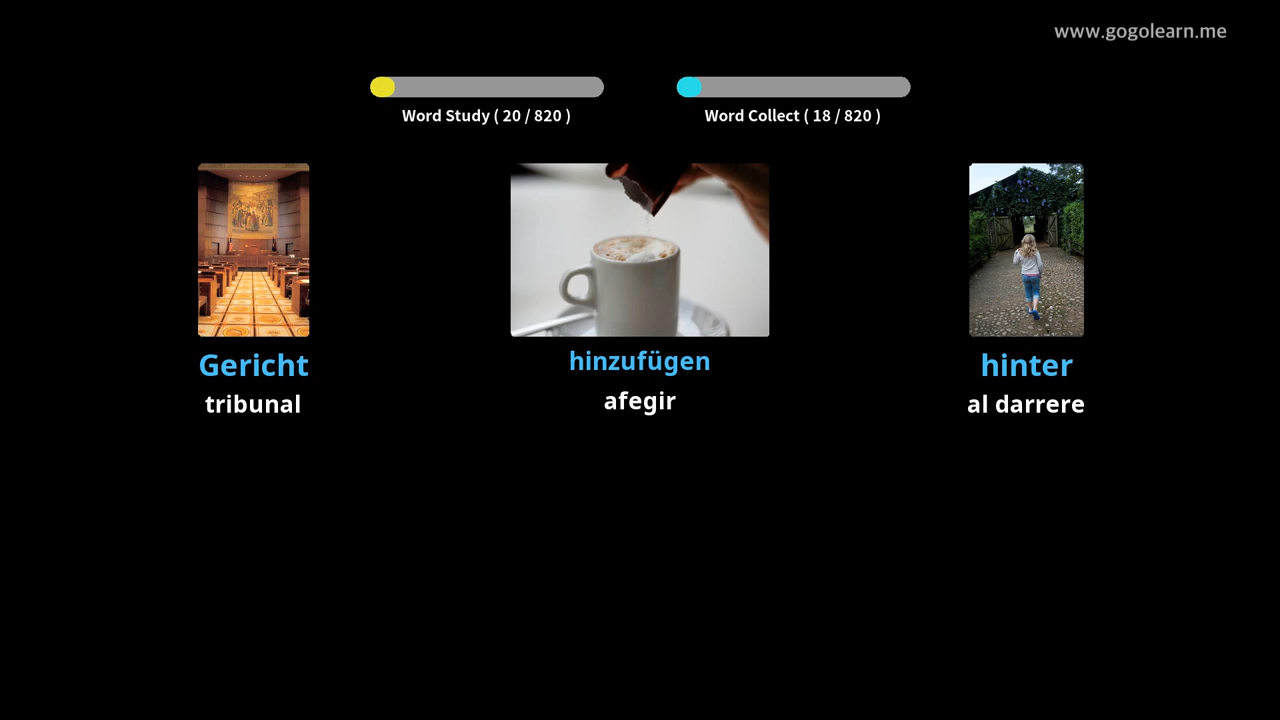 www.gogolearn.me
Word Study ( 20 / 820 )
Word Collect ( 18 / 820 )
Gericht
tribunal
hinzufügen
afegir
hinter
al darrere